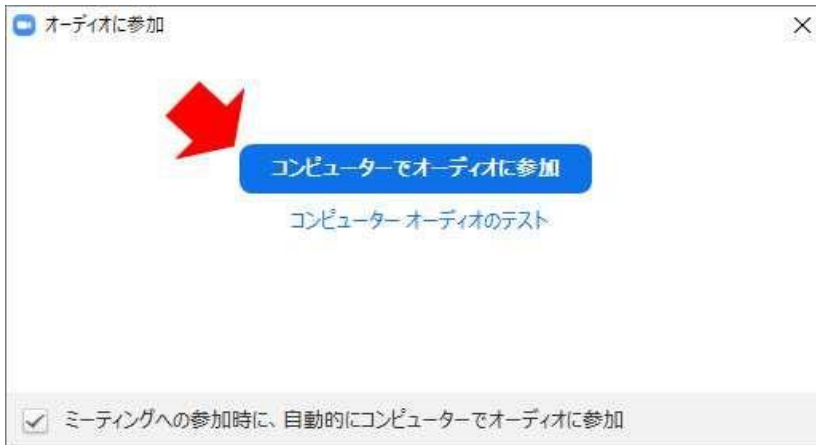 オーディオに参加
コンピューターでオーディオに参加
コンピューター オーディオのテスト
ミーティングへの参加時に、自動的にコンピューターでオーディオに参加